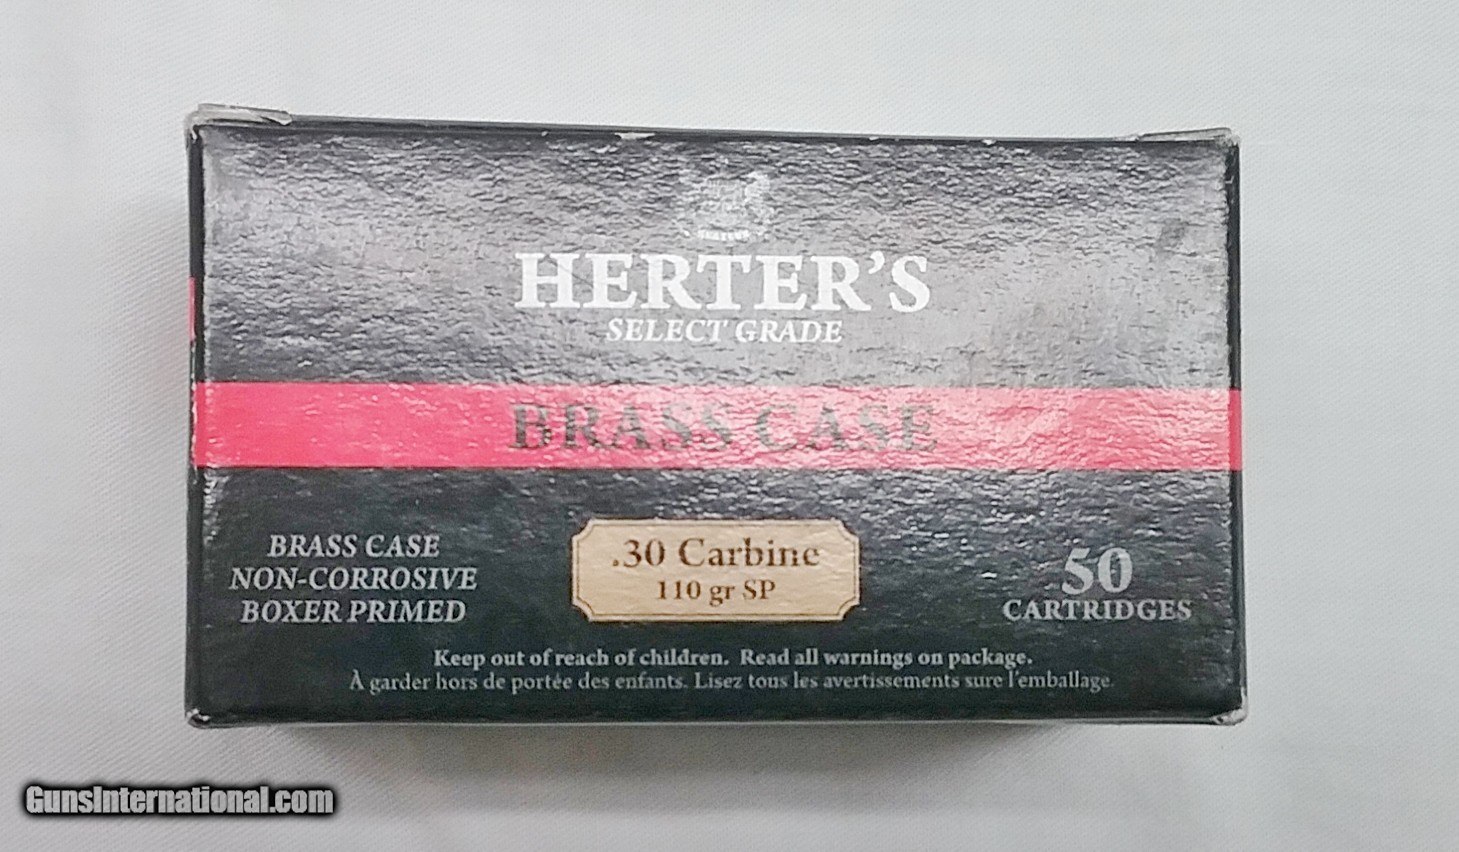 HERTER'S
SELECT GRADE
BRASS CASE
BRASS CASE
NON-CORROSIVE
BOXER PRIMED
.30 Carbine
110 gr SP
50
CARTRIDGES
Keep out of reach of children. Read all warnings on package.
À garder hors de portée des enfants. Lisez tous les avertissements sure l'emballage.
GunsInternational.com